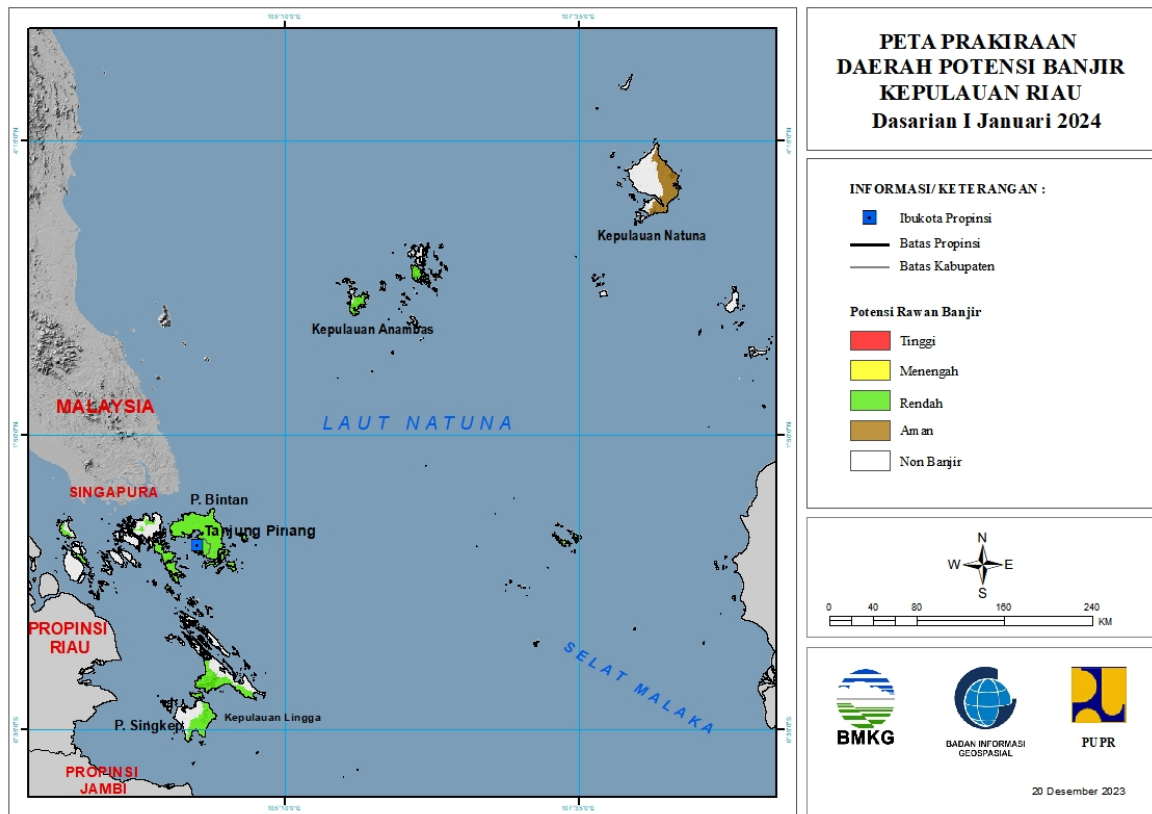 PETA PRAKIRAAN
DAERAH POTENSI BANJIR
KEPULAUAN RIAU
Dasarian I Januari 2024
INFORMASI/ KETERANGAN :
Ibukota Propinsi
Batas Propinsi
Batas Kabupaten
Potensi Rawan Banjir
Tinggi
Menengah
Rendah
Aman
Non Banjir
N
W E
S
0 40 80 160 240
KM
BMKG
BADAN INFORMASI
GEOSPASIAL
PUPR
20 Desember 2023
Kepulauan Natuna
Kepulauan Anambas
MALAYSIA
LAUT NATUNA
SINGAPURA
P. Bintan
Tanjung Pinang
PROPINSI
RIAU
SELAT MALAKA
Kepulauan Lingga
P. Singkep
PROPINSI
JAMBI